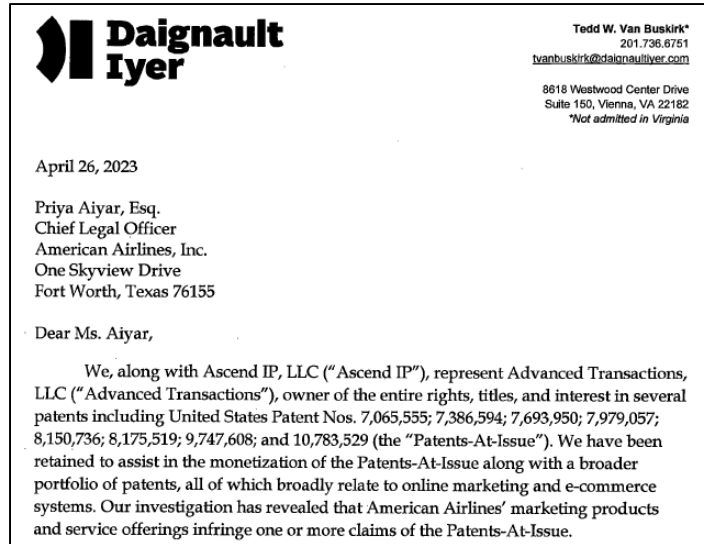 Daignault
Iyer
Tedd W. Van Buskirk*
201.736.6751
tvanbuskirk@daignaultiyer.com
8618 Westwood Center Drive
Suite 150, Vienna, VA 22182
*Not admitted in Virginia
April 26, 2023
Priya Aiyar, Esq.
Chief Legal Officer
American Airlines, Inc.
One Skyview Drive
Fort Worth, Texas 76155
Dear Ms. Aiyar,
We, along with Ascend IP, LLC (“Ascend IP”), represent Advanced Transactions,
LLC (“Advanced Transactions”), owner of the entire rights, titles, and interest in several
patents including United States Patent Nos. 7,065,555; 7,386,594; 7,693,950; 7,979,057;
8,150,736; 8,175,519; 9,747,608; and 10,783,529 (the “Patents-At-Issue”). We have been
retained to assist in the monetization of the Patents-At-Issue along with a broader
portfolio of patents, all of which broadly relate to online marketing and e-commerce
systems. Our investigation has revealed that American Airlines’ marketing products
and service offerings infringe one or more claims of the Patents-At-Issue.